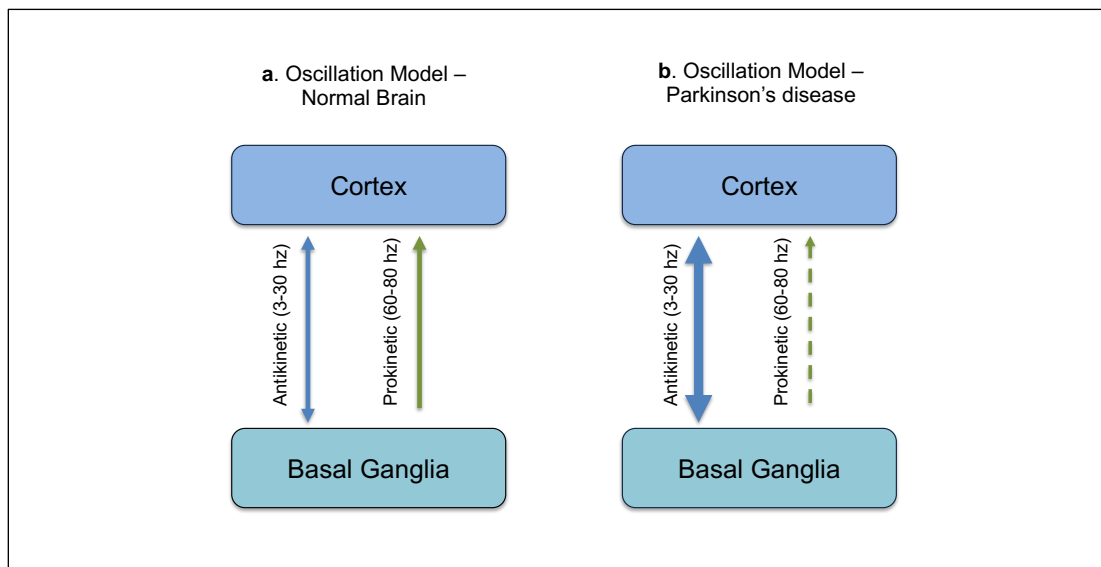 a. Oscillation Model –
Normal Brain
Cortex
Antikinetic (3-30 hz)
Prokinetic (60-80 hz)
Basal Ganglia
b. Oscillation Model –
Parkinson’s disease
Cortex
Antikinetic (3-30 hz)
Prokinetic (60-80 hz)
Basal Ganglia